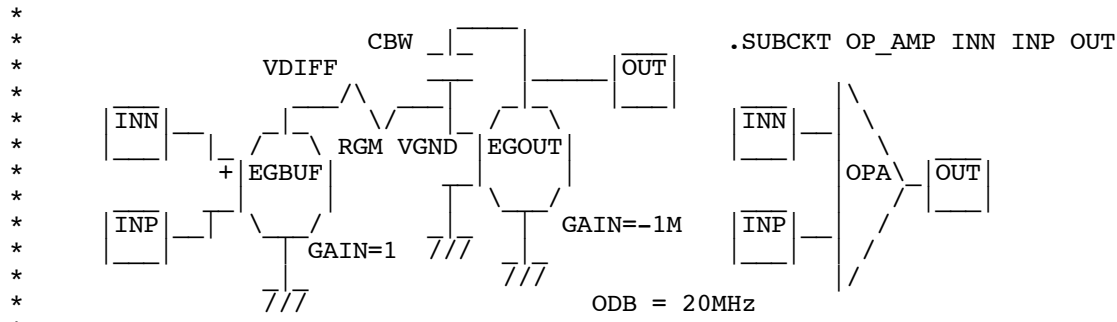 CBW .SUBCKT OP_AMP INN INP OUT
VDIFF OUT
INN RGM VGND EGOUT INN
+ EGBUF OPA OUT
INP GAIN=-1M INP
GAIN=1
ODB = 20MHz